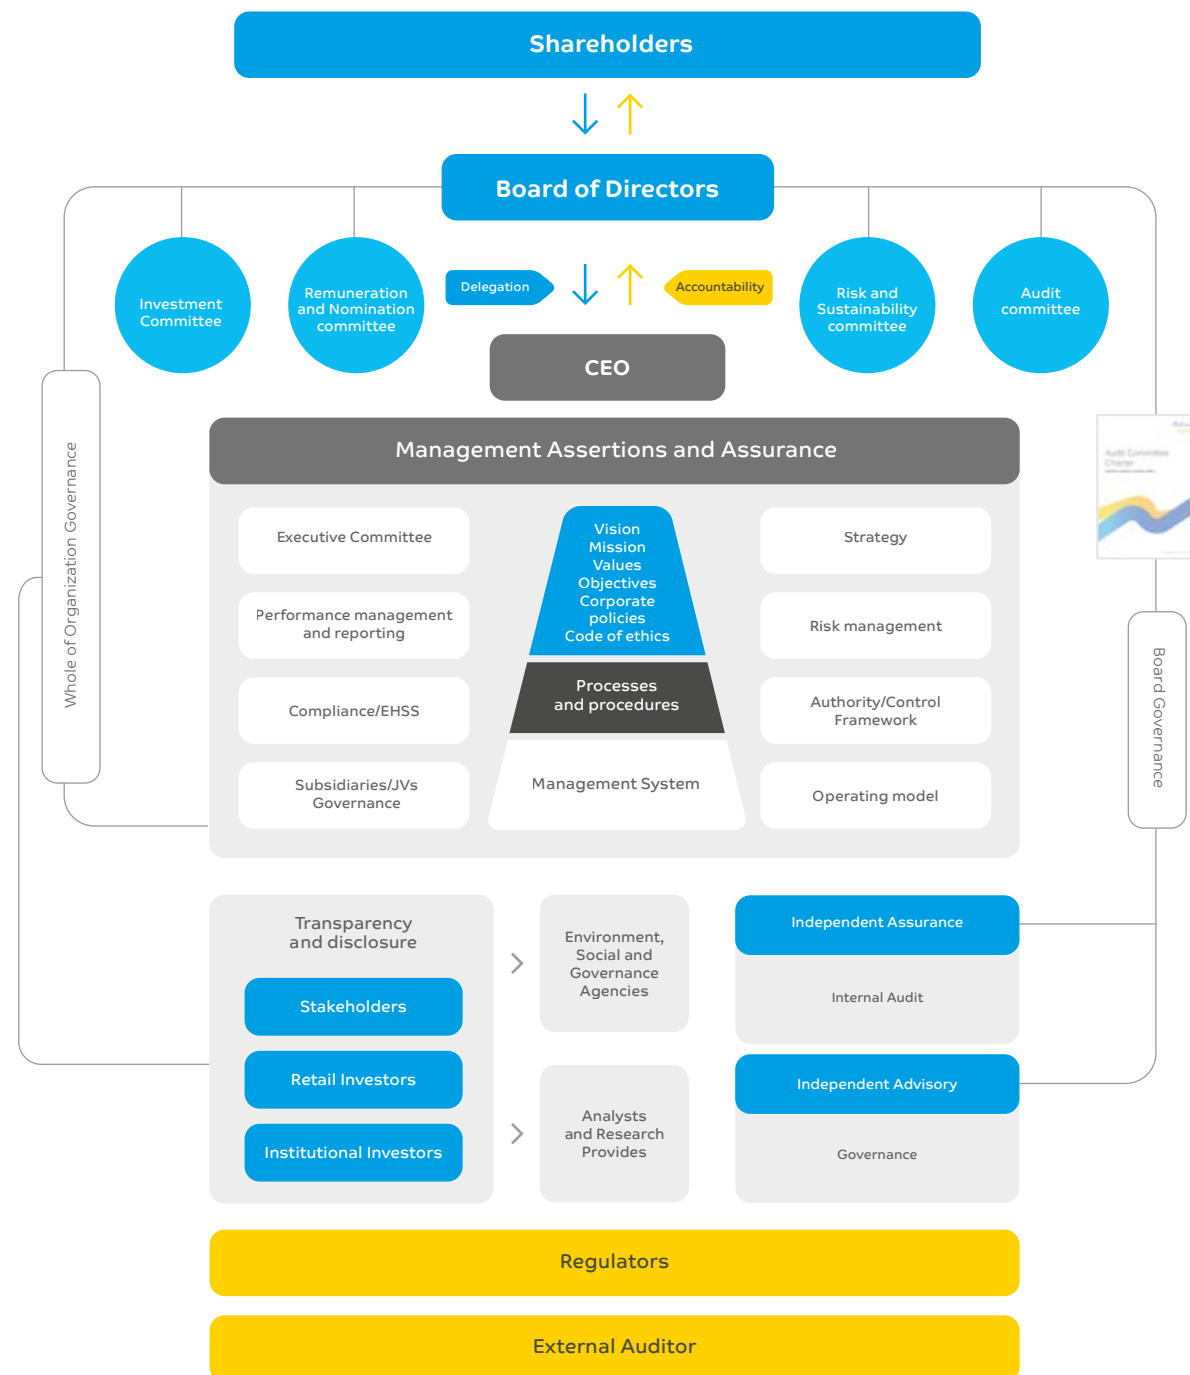 Shareholders
Board of Directors
Investment
Committee
Remuneration
and Nomination
committee
Delegation
Accountability
Risk and
Sustainability
committee
Audit
committee
CEO
Whole of Organization Governance
Management Assertions and Assurance
Executive Committee
Performance management
and reporting
Compliance/EHSS
Subsidiaries/JVs
Governance
Vision
Mission
Values
Objectives
Corporate
policies
Code of ethics
Processes
and procedures
Management System
Strategy
Risk management
Authority/Control
Framework
Operating model
Audit Committee
Charter
Board Governance
Transparency
and disclosure
Stakeholders
Retail Investors
Institutional Investors
Environment,
Social and
Governance
Agencies
Analysts
and Research
Provides
Independent Assurance
Internal Audit
Independent Advisory
Governance
Regulators
External Auditor